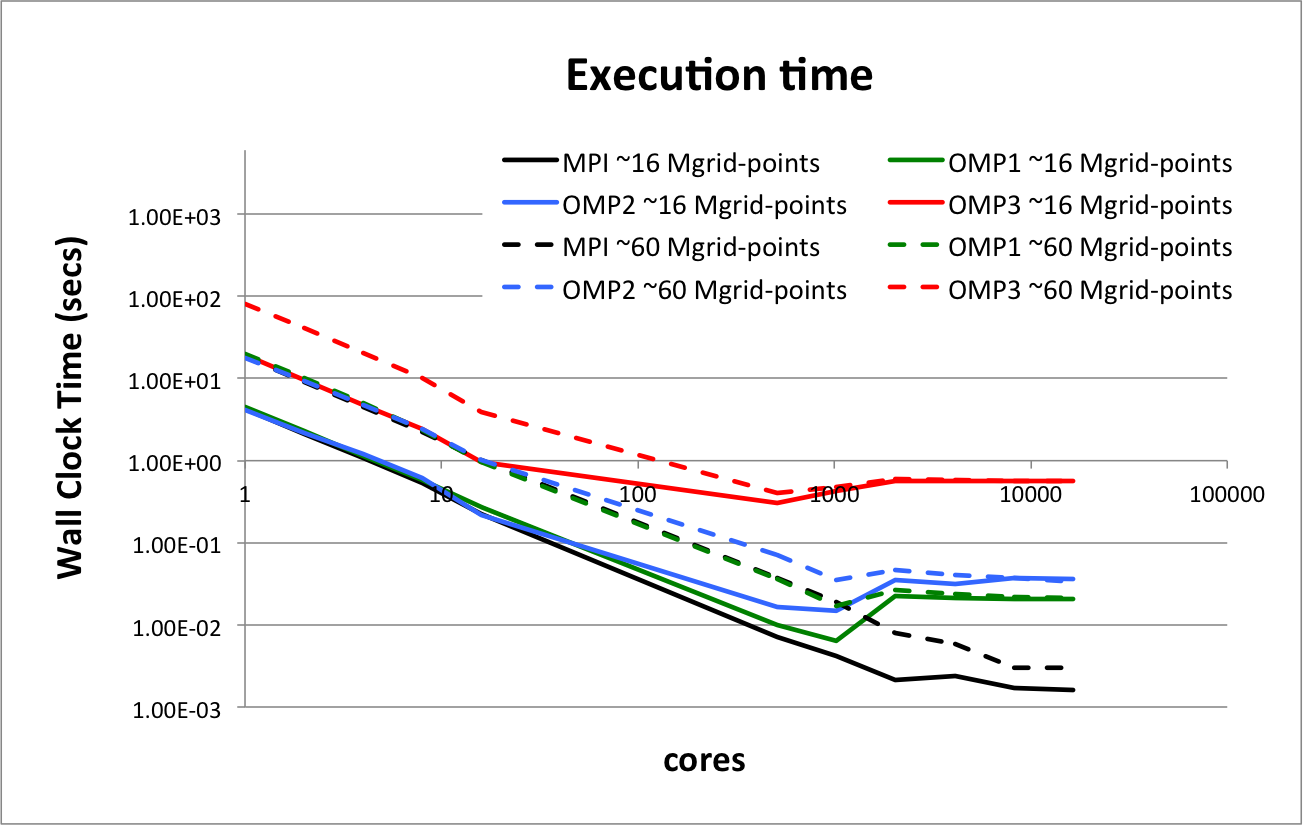 Execution time
MPI ~16 Mgrid-points OMP1 ~16 Mgrid-points
OMP2 ~16 Mgrid-points OMP3 ~16 Mgrid-points
MPI ~60 Mgrid-points OMP1 ~60 Mgrid-points
OMP2 ~60 Mgrid-points OMP3 ~60 Mgrid-points
Wall Clock Time (secs)
1.00E+03
1.00E+02
1.00E+01
1.00E+00
1.00E-01
1.00E-02
1.00E-03
1 10 100 1000 10000 100000
cores